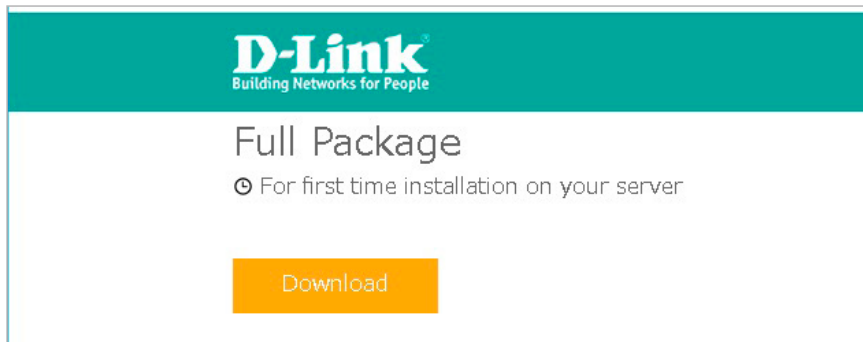 D-Link®
Building Networks for People
Full Package
For first time installation on your server
Download